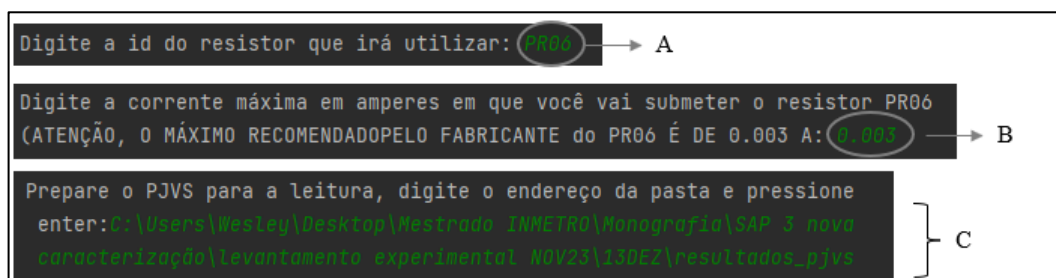 Digite a id do resistor que irá utilizar: PR06 A
Digite a corrente máxima em amperes em que você vai submeter o resistor PR06
(ATENÇÃO, O MÁXIMO RECOMENDADOPELO FABRICANTE do PR06 É DE 0.003 A: 0.003 B
Prepare o PJVS para a leitura, digite o endereço da pasta e pressione
enter:C:\Users\Wesley\Desktop\Mestrado INMETRO\Monografia\SAP 3 nova
caracterização\levantamento experimental NOV23\13DEZ\resultados_pjvs
C